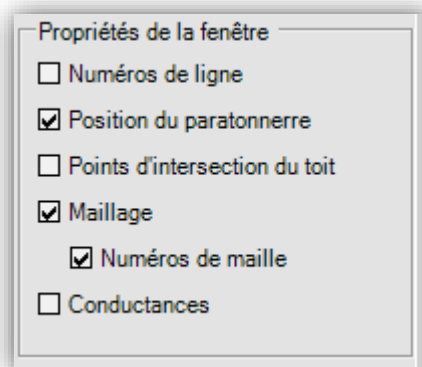 Propriétés de la fenêtre
Numéros de ligne
Position du paratonnerre
Points d'intersection du toit
Maillage
Numéros de maille
Conductances